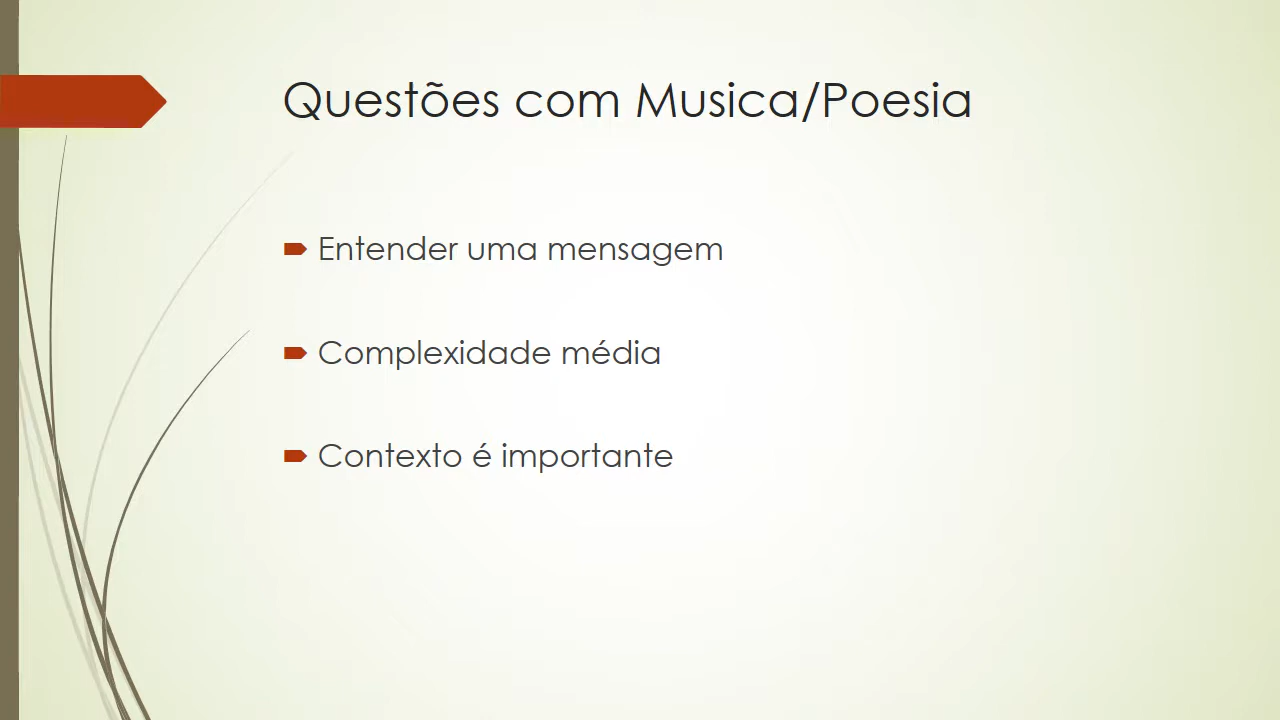 Questões com Musica/Poesia
Entender uma mensagem
Complexidade média
Contexto é importante